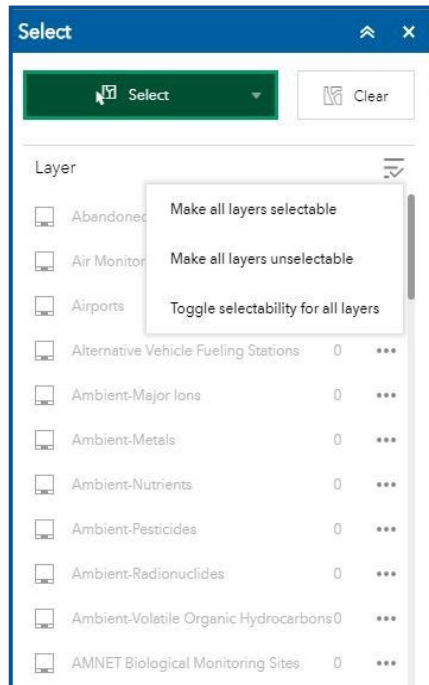 Select
Select
Clear
Layer
Make all layers selectable
Abandoned
Make all layers unselectable
Air Monitor
Toggle selectability for all layers
Airports
Alternative Vehicle Fueling Stations 0
Ambient-Major Ions 0
Ambient-Metals 0
Ambient-Nutrients 0
Ambient-Pesticides 0
Ambient-Radionuclides 0
Ambient-Volatile Organic Hydrocarbons 0
AMNET Biological Monitoring Sites 0